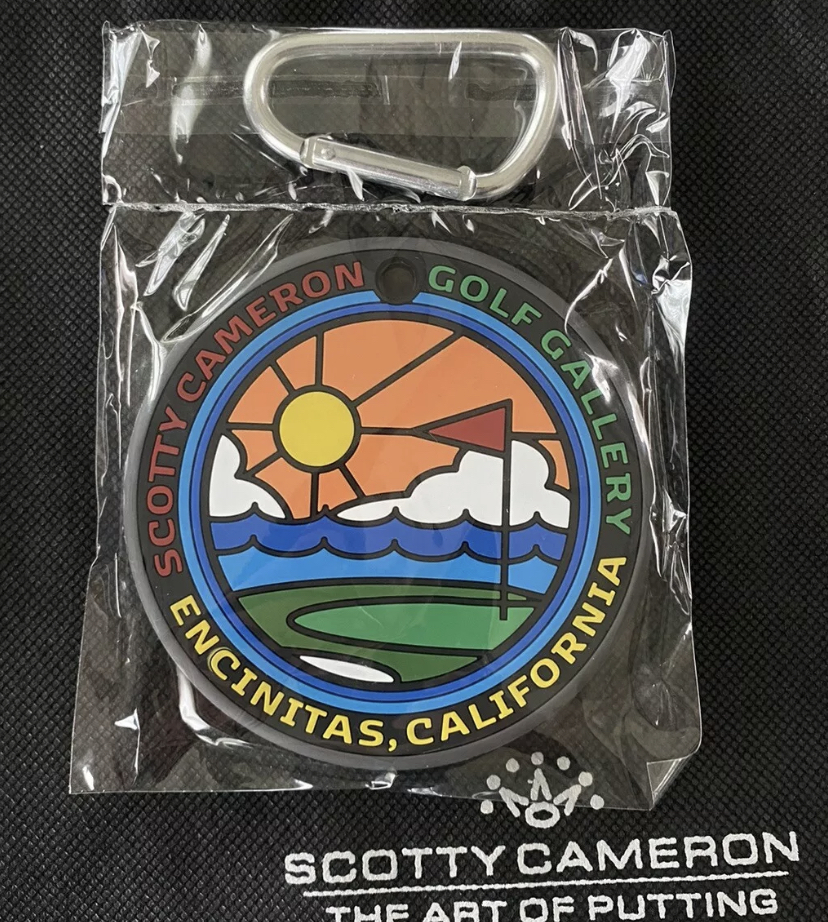 SCOTTY CAMERON
GOLF GALLERY
ENCINITAS, CALIFORNIA
SCOTTY CAMERON
THE ART OF PUTTING